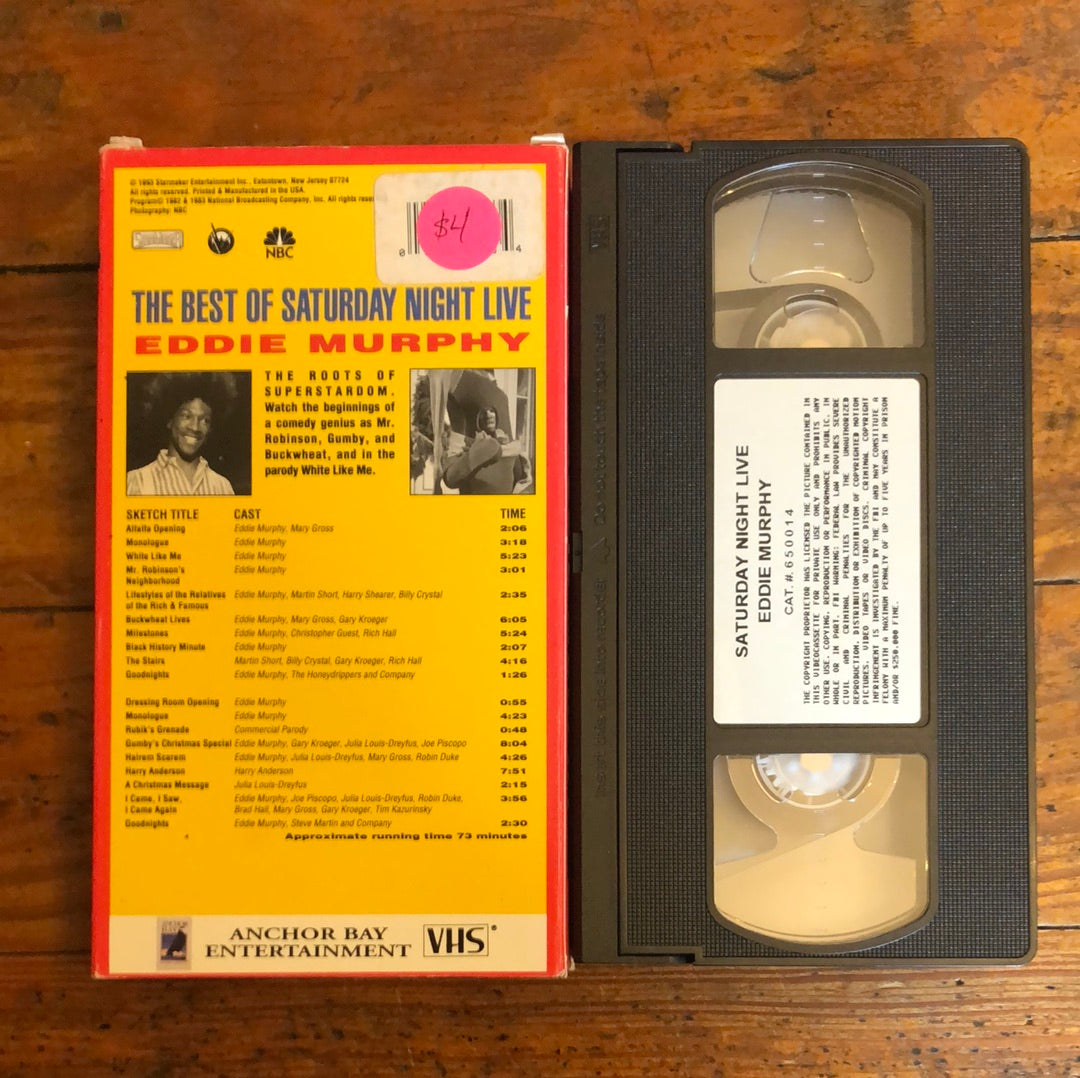 © 1993 Starmaker Entertainment Inc., Eatontown, New Jersey 07724
All rights reserved. Printed & Manufactured in the USA.
Program© 1982 & 1983 National Broadcasting Company, Inc. All rights rese
Photography: NBC
NBC
$4
0 4
THE BEST OF SATURDAY NIGHT LIVE
EDDIE MURPHY
THE ROOTS OF
SUPERSTARDOM.
Watch the beginnings of
a comedy genius as Mr.
Robinson, Gumby, and
Buckwheat, and in the
parody White Like Me.
SKETCH TITLE CAST TIME
Alfalfa Opening Eddie Murphy, Mary Gross 2:06
Monologue Eddie Murphy 3:18
White Like Me Eddie Murphy 5:23
Mr. Robinson's Eddie Murphy 3:01
Neighborhood
Lifestyles of the Relatives Eddie Murphy, Martin Short, Harry Shearer, Billy Crystal 2:35
of the Rich & Famous
Buckwheat Lives Eddie Murphy, Mary Gross, Gary Kroeger 6:05
Milestones Eddie Murphy, Christopher Guest, Rich Hall 5:24
Black History Minute Eddie Murphy 2:07
The Stairs Martin Short, Billy Crystal, Gary Kroeger, Rich Hall 4:16
Goodnights Eddie Murphy, The Honeydrippers and Company 1:26
Dressing Room Opening Eddie Murphy 0:55
Monologue Eddie Murphy 4:23
Rubik's Grenade Commercial Parody 0:48
Gumby's Christmas Special Eddie Murphy, Gary Kroeger, Julia Louis-Dreyfus, Joe Piscopo 8:04
Hairem Scarem Eddie Murphy, Julia Louis-Dreyfus, Mary Gross, Robin Duke 4:26
Harry Anderson Harry Anderson 7:51
A Christmas Message Julia Louis-Dreyfus 2:15
I Came, I Saw, Eddie Murphy, Joe Piscopo, Julia Louis-Dreyfus, Robin Duke, 3:56
I Came Again Brad Hall, Mary Gross, Gary Kroeger, Tim Kazurinsky
Goodnights Eddie Murphy, Steve Martin and Company 2:30
Approximate running time 73 minutes
ANCHOR BAY
ENTERTAINMENT
VHS®
VHS
SATURDAY NIGHT LIVE
EDDIE MURPHY
CAT.#.650014
THE COPYRIGHT PROPRIETOR HAS LICENSED THE PICTURE CONTAINED IN
THIS VIDEOCASSETTE FOR PRIVATE USE ONLY AND PROHIBITS ANY
OTHER USE, COPYING, REPRODUCTION OR PERFORMANCE IN PUBLIC, IN
WHOLE OR IN PART. FBI WARNING: FEDERAL LAW PROVIDES SEVERE
CIVIL AND CRIMINAL PENALTIES FOR THE UNAUTHORIZED
REPRODUCTION, DISTRIBUTION OR EXHIBITION OF COPYRIGHTED MOTION
PICTURES, VIDEO TAPES OR VIDEO DISCS. CRIMINAL COPYRIGHT
INFRINGEMENT IS INVESTIGATED BY THE FBI AND MAY CONSTITUTE A
FELONY WITH A MAXIMUM PENALTY OF UP TO FIVE YEARS IN PRISON
AND/OR $250.000 FINE.